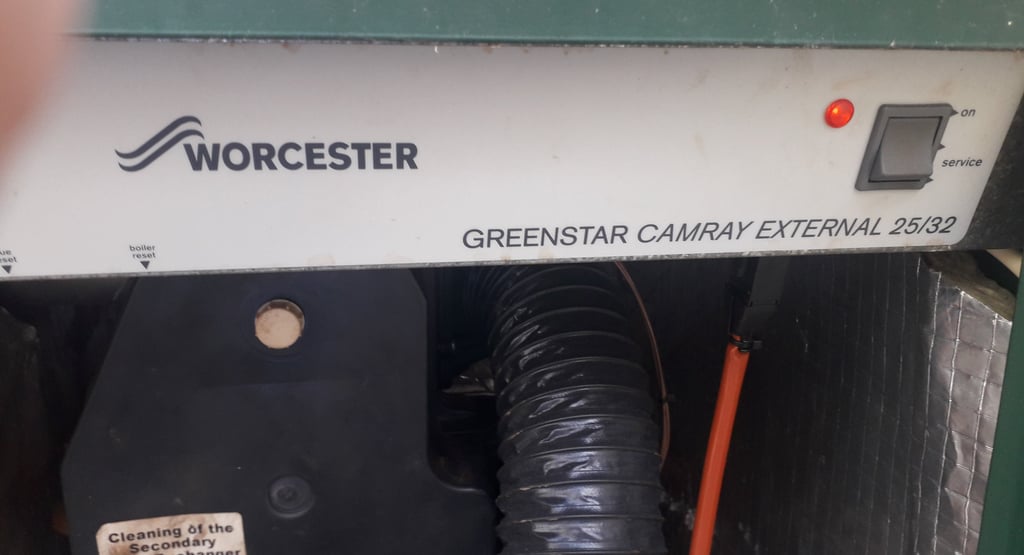 WORCESTER
on
service
GREENSTAR CAMRAY EXTERNAL 25/32
boiler
reset
Cleaning of the
Secondary